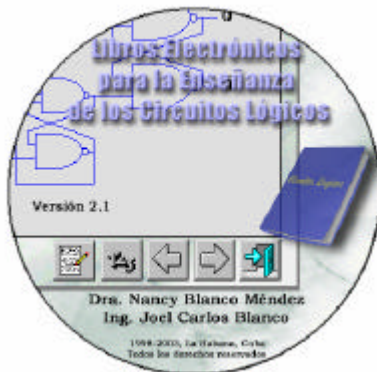 Libros Electrónicos
para la Enseñanza
de los Circuitos Lógicos
Versión 2.1
Dra. Nancy Blanco Méndez
Ing. Joel Carlos Blanco
1998-2003, La Habana, Cuba
Todos los derechos reservados